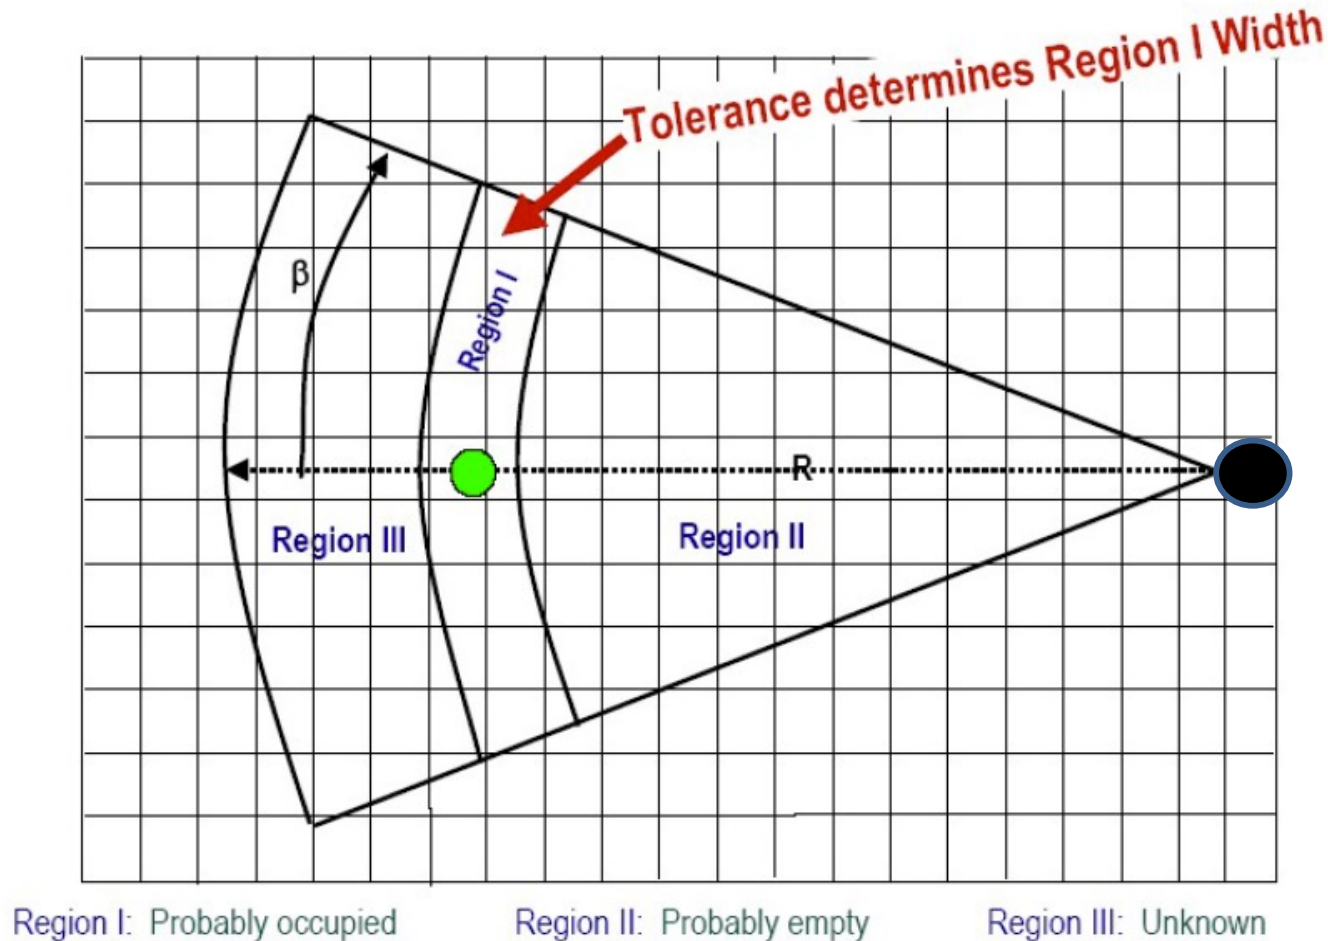 Tolerance determines Region I Width
β
Region I
R
Region III
Region II
Region I: Probably occupied
Region II: Probably empty
Region III: Unknown